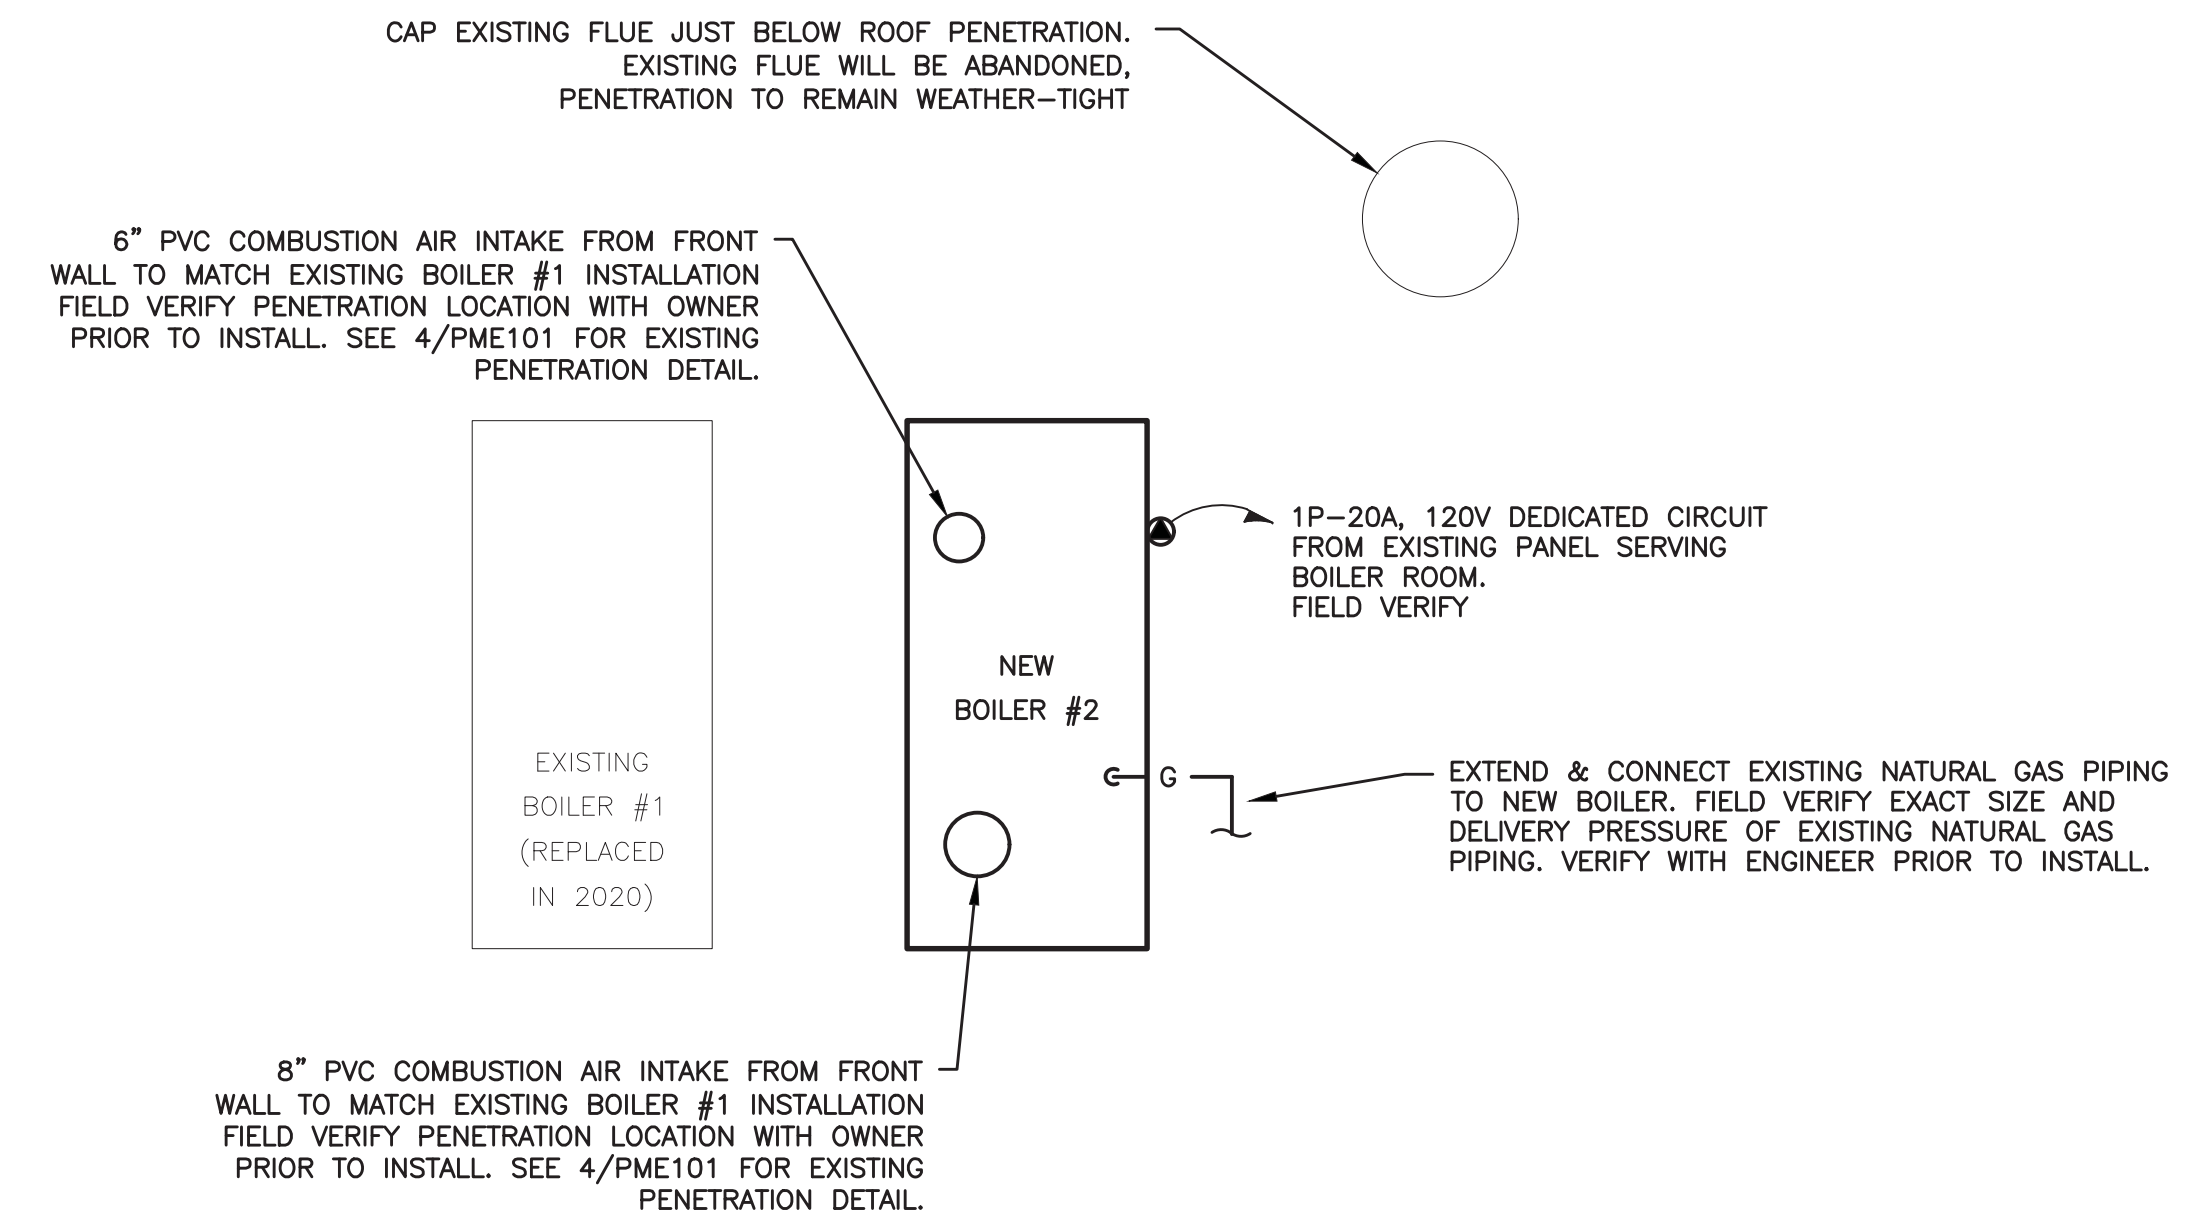 CAP EXISTING FLUE JUST BELOW ROOF PENETRATION.
EXISTING FLUE WILL BE ABANDONED,
PENETRATION TO REMAIN WEATHER-TIGHT
6" PVC COMBUSTION AIR INTAKE FROM FRONT
WALL TO MATCH EXISTING BOILER #1 INSTALLATION
FIELD VERIFY PENETRATION LOCATION WITH OWNER
PRIOR TO INSTALL. SEE 4/PME101 FOR EXISTING
PENETRATION DETAIL.
1P-20A, 120V DEDICATED CIRCUIT
FROM EXISTING PANEL SERVING
BOILER ROOM.
FIELD VERIFY
NEW
BOILER #2
EXISTING
BOILER #1
(REPLACED
IN 2020)
G
EXTEND & CONNECT EXISTING NATURAL GAS PIPING
TO NEW BOILER. FIELD VERIFY EXACT SIZE AND
DELIVERY PRESSURE OF EXISTING NATURAL GAS
PIPING. VERIFY WITH ENGINEER PRIOR TO INSTALL.
8" PVC COMBUSTION AIR INTAKE FROM FRONT
WALL TO MATCH EXISTING BOILER #1 INSTALLATION
FIELD VERIFY PENETRATION LOCATION WITH OWNER
PRIOR TO INSTALL. SEE 4/PME101 FOR EXISTING
PENETRATION DETAIL.